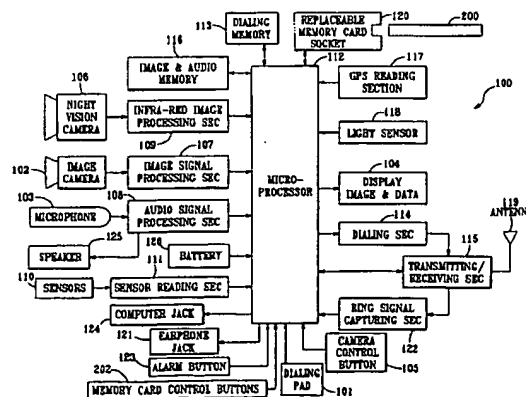 113
DIALING
MEMORY
REPLACEABLE
MEMORY CARD
SOCKET
120
200
116
112
IMAGE & AUDIO
MEMORY
117
GPS READING
SECTION
100
106
NIGHT
VISION
CAMERA
INFRA-RED IMAGE
PROCESSING SEC
109
118
LIGHT SENSOR
102
IMAGE
CAMERA
107
IMAGE SIGNAL
PROCESSING SEC
MICRO-
PROCESSOR
104
DISPLAY
IMAGE & DATA
103
MICROPHONE
108
AUDIO SIGNAL
PROCESSING SEC
114
DIALING SEC
119
ANTENNA
125
SPEAKER
BATTERY
115
TRANSMITTING/
RECEIVING SEC
110
SENSORS
111
SENSOR READING SEC
124
COMPUTER JACK
RING SIGNAL
CAPTURING SEC
122
121
EARPHONE
JACK
123
ALARM BUTTON
CAMERA
CONTROL
BUTTON
105
202
MEMORY CARD CONTROL BUTTONS
DIALING
PAD
101